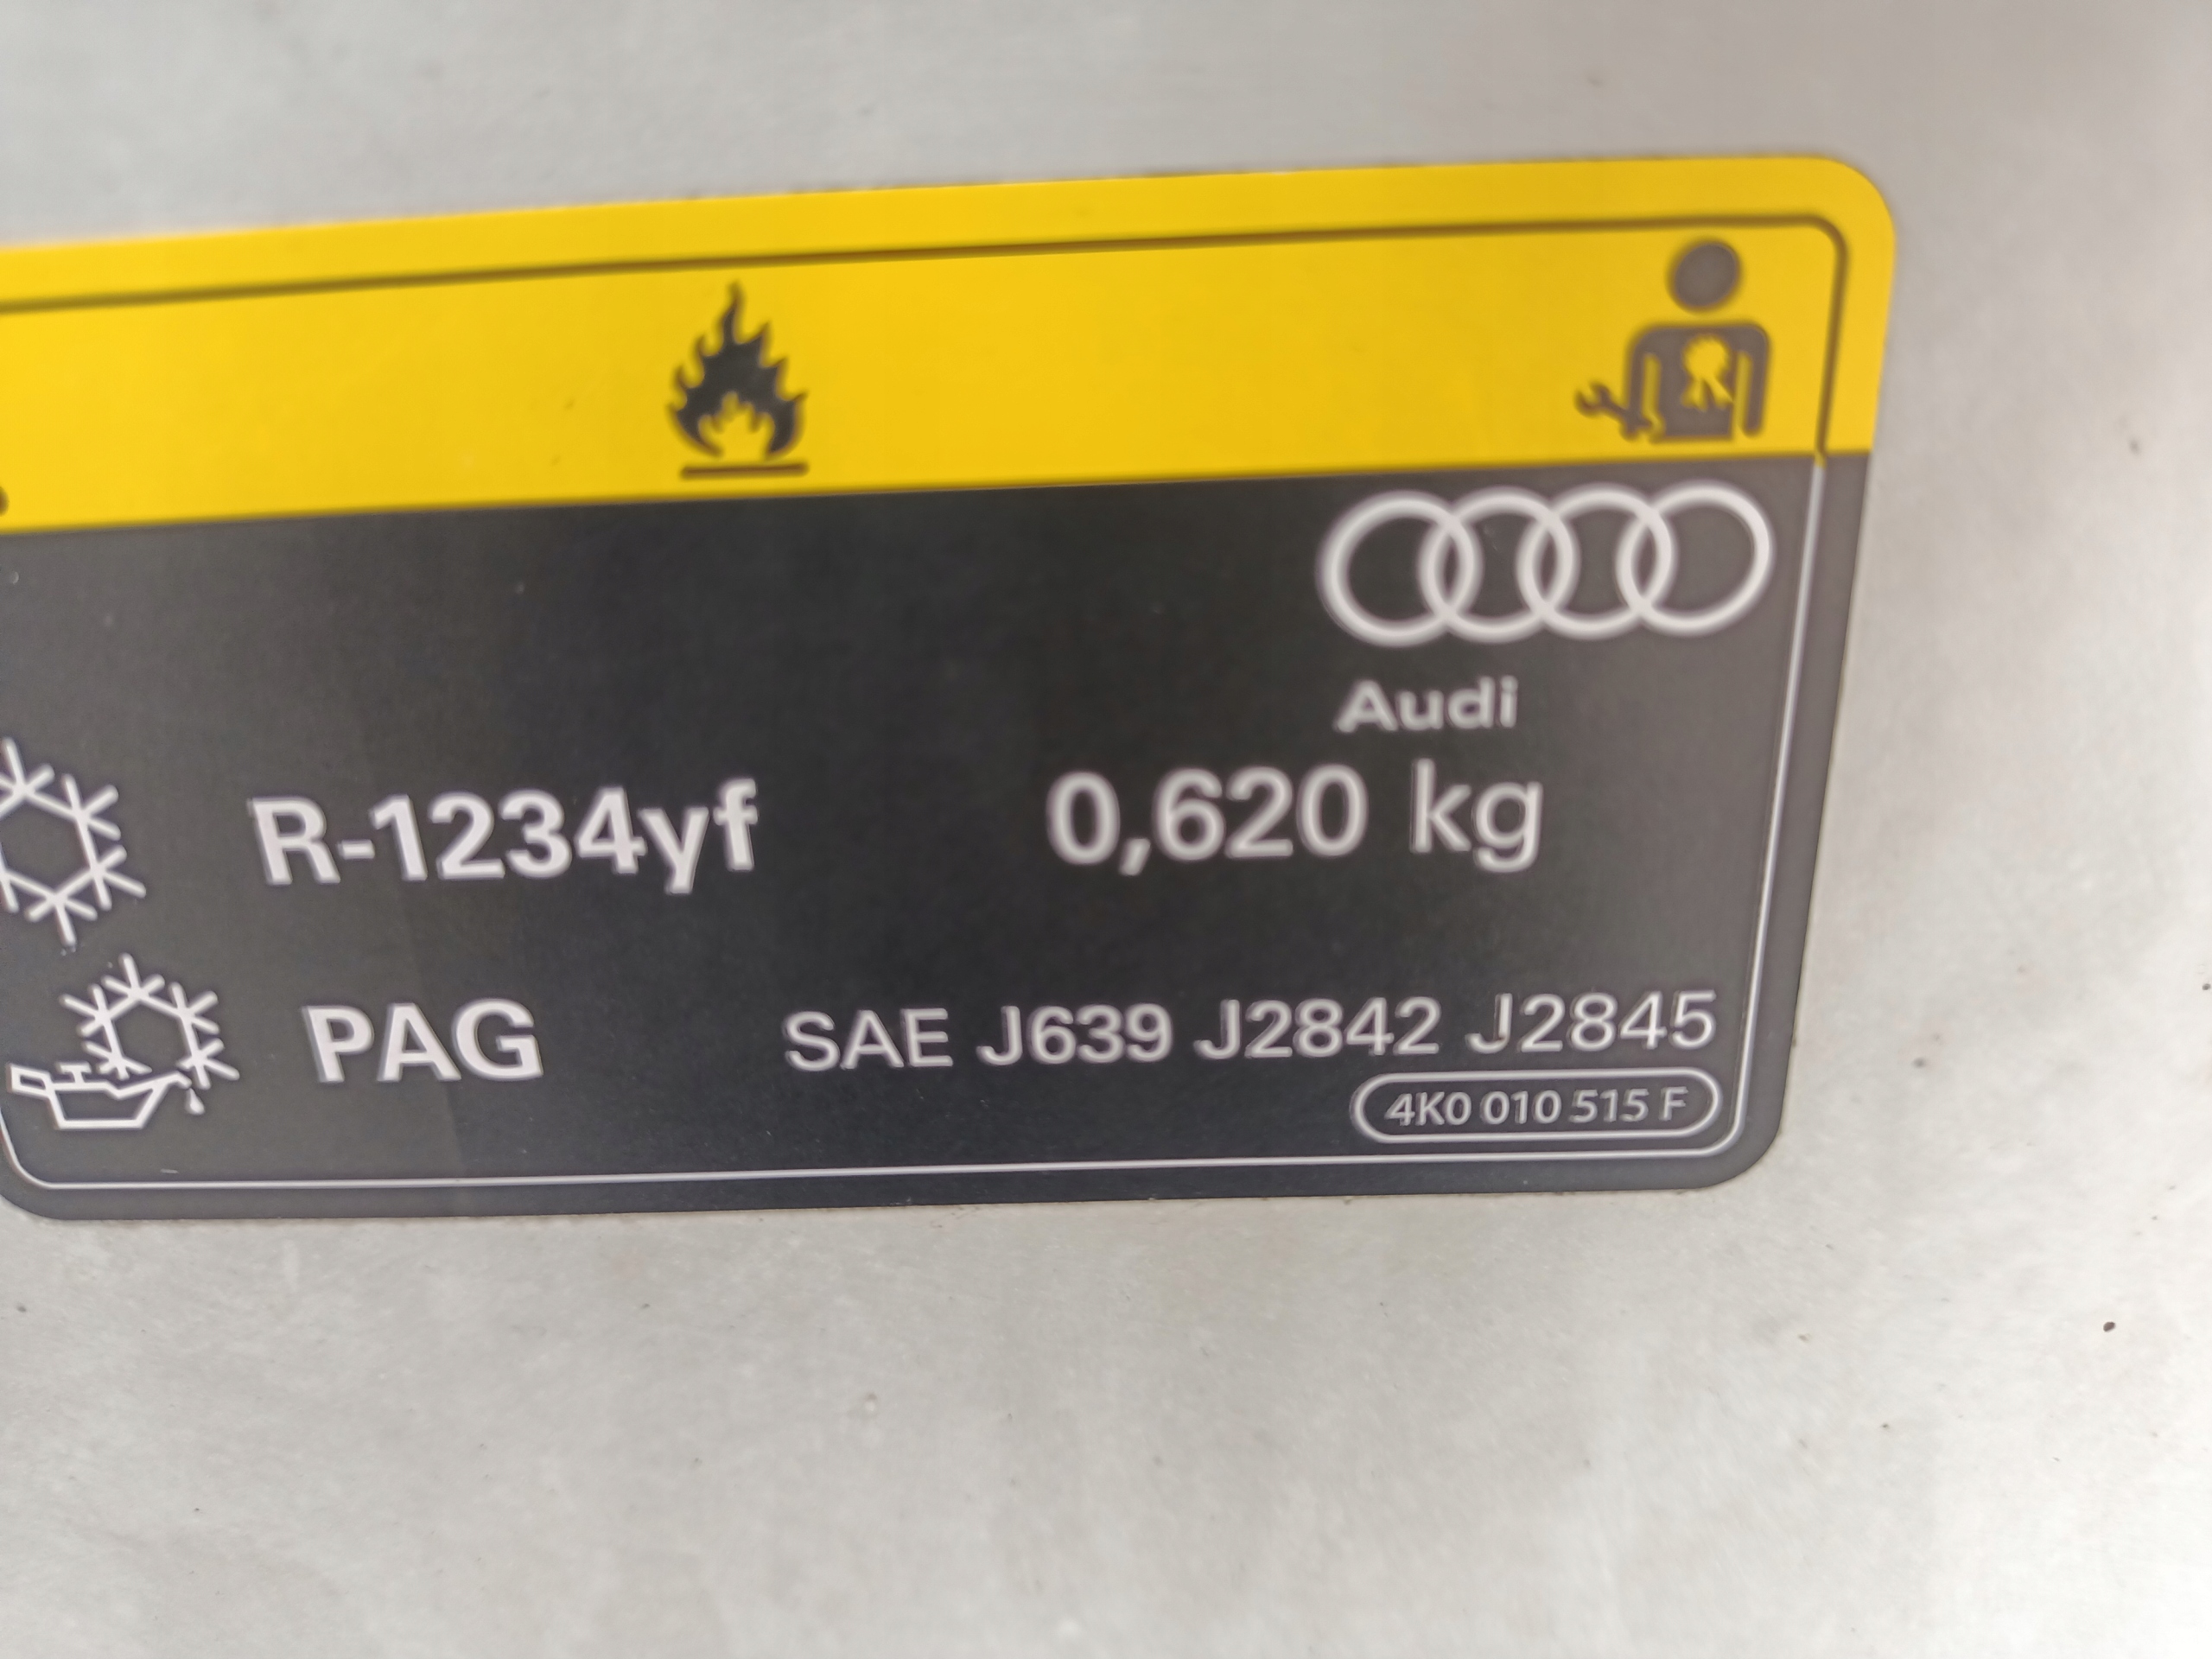 Audi
R-1234yf 0,620 kg
PAG SAE J639 J2842 J2845
4K0 010 515 F